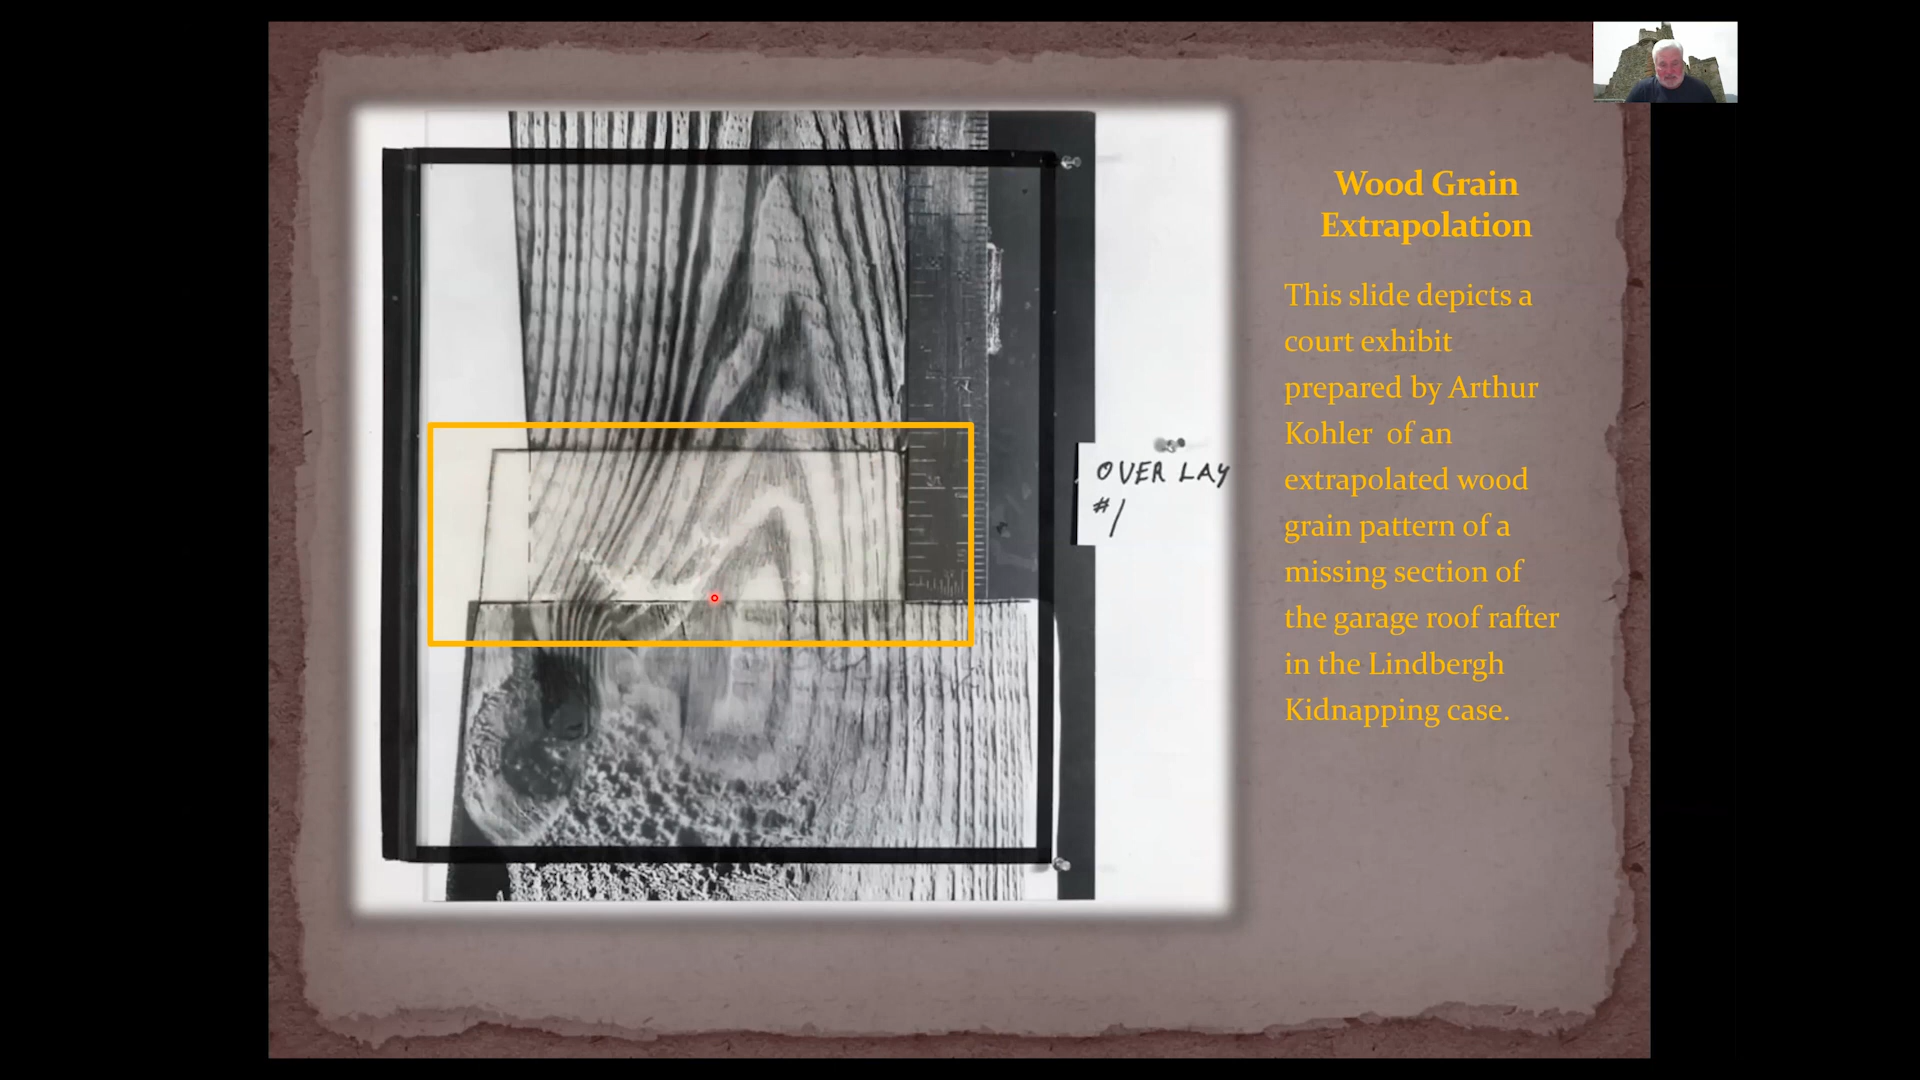 Wood Grain
Extrapolation
This slide depicts a
court exhibit
prepared by Arthur
Kohler of an
extrapolated wood
grain pattern of a
missing section of
the garage roof rafter
in the Lindbergh
Kidnapping case.
OVER LAY
#1